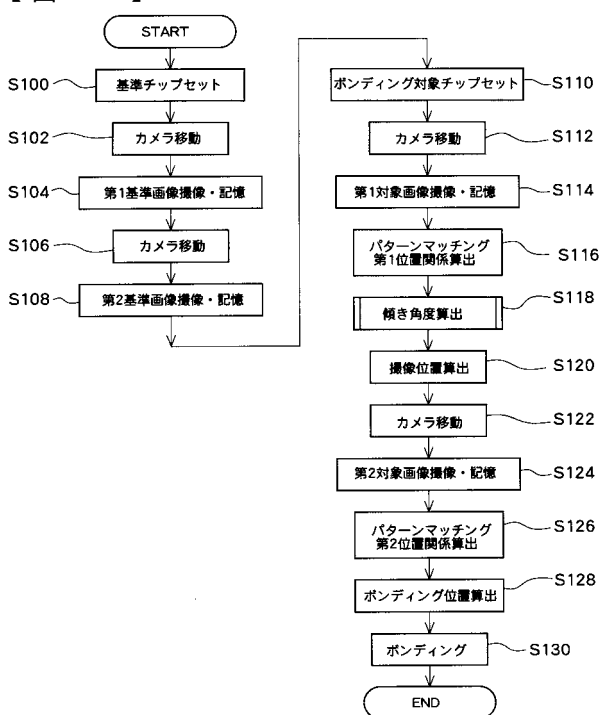 START
S100 基準チップセット
S102 カメラ移動
S104 第1基準画像撮像・記憶
S106 カメラ移動
S108 第2基準画像撮像・記憶
S110 ボンディング対象チップセット
S112 カメラ移動
S114 第1対象画像撮像・記憶
S116 パターンマッチング
第1位置関係算出
S118 傾き角度算出
S120 撮像位置算出
S122 カメラ移動
S124 第2対象画像撮像・記憶
S126 パターンマッチング
第2位置関係算出
S128 ボンディング位置算出
S130 ボンディング
END